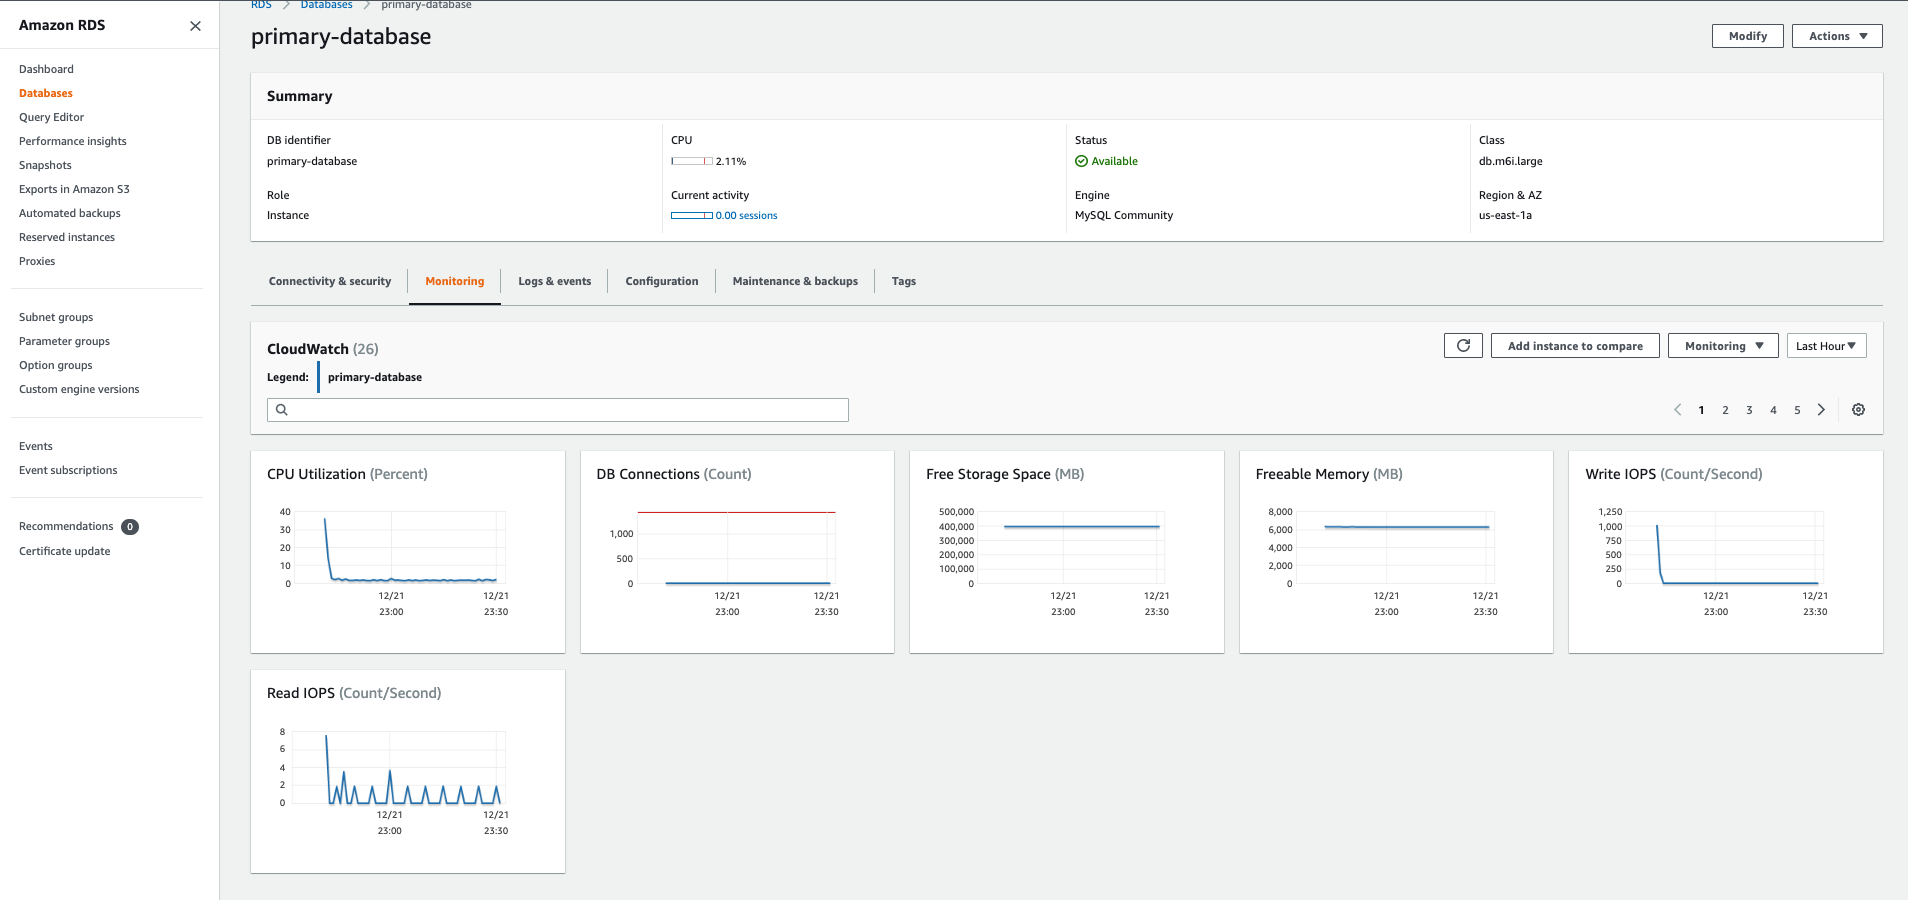 Amazon RDS
Dashboard
Databases
Query Editor
Performance insights
Snapshots
Exports in Amazon S3
Automated backups
Reserved instances
Proxies
Subnet groups
Parameter groups
Option groups
Custom engine versions
Events
Event subscriptions
Recommendations 0
Certificate update
RDS > Databases > primary-database
primary-database
Modify
Actions
Summary
DB identifier
primary-database
Role
Instance
CPU
2.11%
Current activity
0.00 sessions
Status
Available
Engine
MySQL Community
Class
db.m6i.large
Region & AZ
us-east-1a
Connectivity & security
Monitoring
Logs & events
Configuration
Maintenance & backups
Tags
CloudWatch (26)
Add instance to compare
Monitoring
Last Hour
Legend: primary-database
1 2 3 4 5
CPU Utilization (Percent)
40
30
20
10
0
12/21 12/21
23:00 23:30
DB Connections (Count)
1,000
500
0
12/21 12/21
23:00 23:30
Free Storage Space (MB)
500,000
400,000
300,000
200,000
100,000
0
12/21 12/21
23:00 23:30
Freeable Memory (MB)
8,000
6,000
4,000
2,000
0
12/21 12/21
23:00 23:30
Write IOPS (Count/Second)
1,250
1,000
750
500
250
0
12/21 12/21
23:00 23:30
Read IOPS (Count/Second)
8
6
4
2
0
12/21 12/21
23:00 23:30